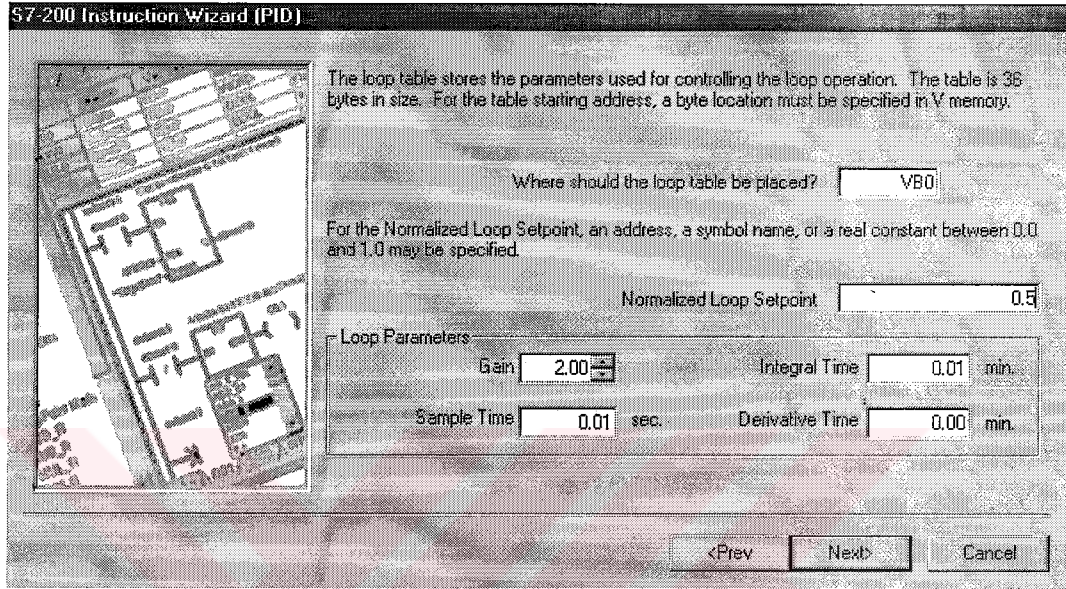 S7-200 Instruction Wizard (PID)
The loop table stores the parameters used for controlling the loop operation. The table is 36
bytes in size. For the table starting address, a byte location must be specified in V memory.
Where should the loop table be placed? VB0
For the Normalized Loop Setpoint, an address, a symbol name, or a real constant between 0.0
and 1.0 may be specified.
Normalized Loop Setpoint 0.5
Loop Parameters
Gain 2.00 Integral Time 0.01 min.
Sample Time 0.01 sec. Derivative Time 0.00 min.
<Prev Next> Cancel